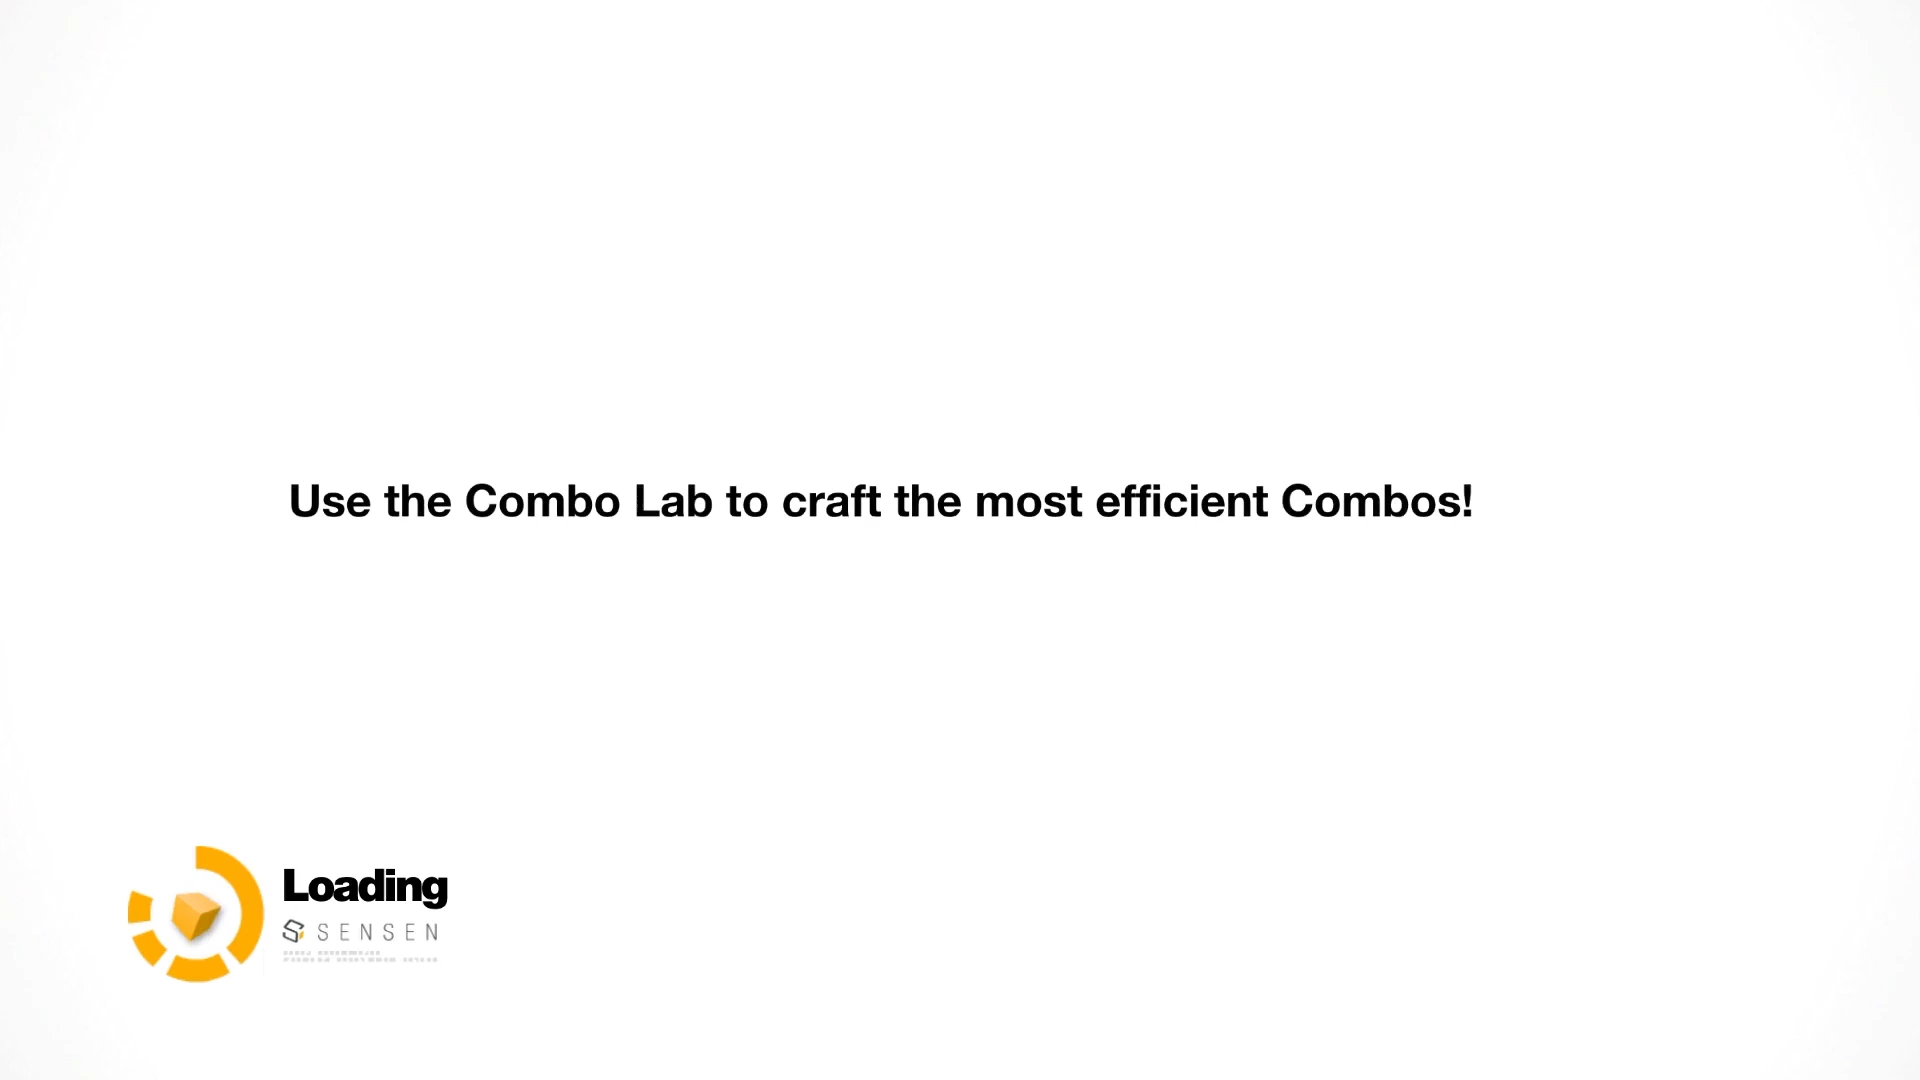 Use the Combo Lab to craft the most efficient Combos!
Loading
SENSEN